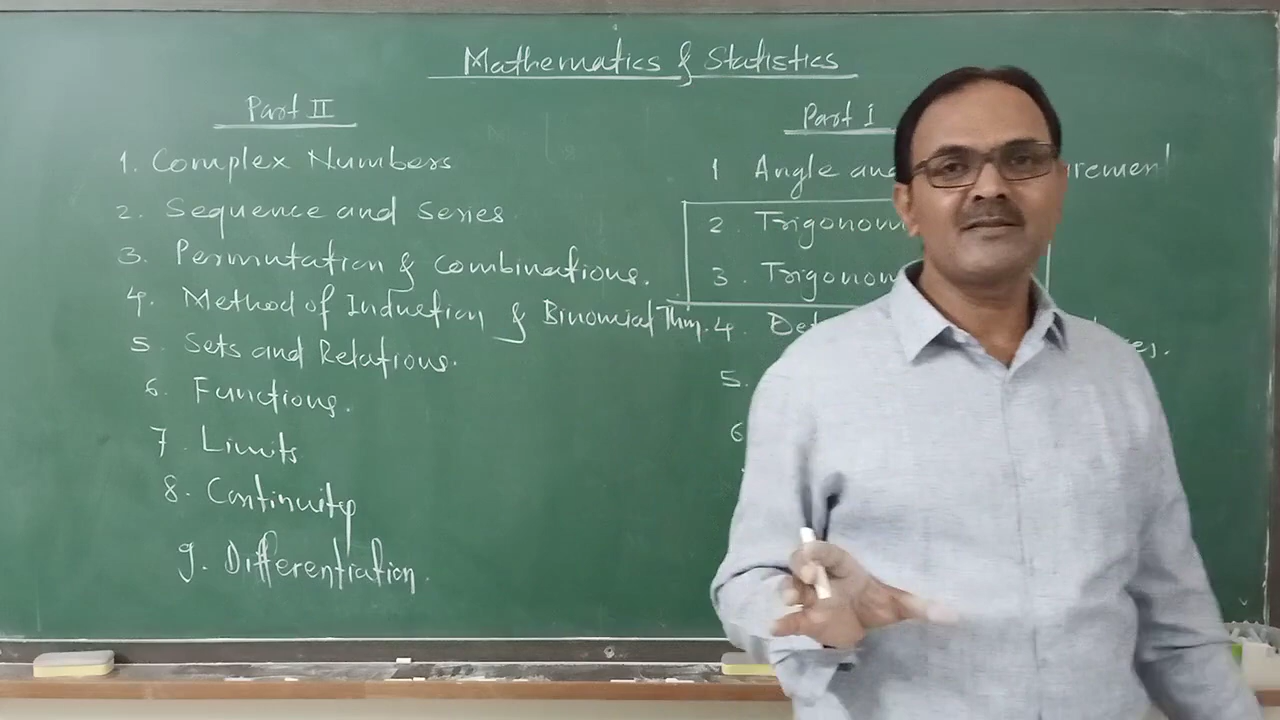 Mathematics & Statistics
Part II
1. Complex Numbers
2. Sequence and Series
3. Permutation & Combinations.
4. Method of Induction & Binomial Thm.
5 Sets and Relations.
6. Functions.
7. Limits
8. Continuity
9. Differentiation.
Part I
1 Angle and
2. Trigonom
3. Trigonom
4. Det
5.
6